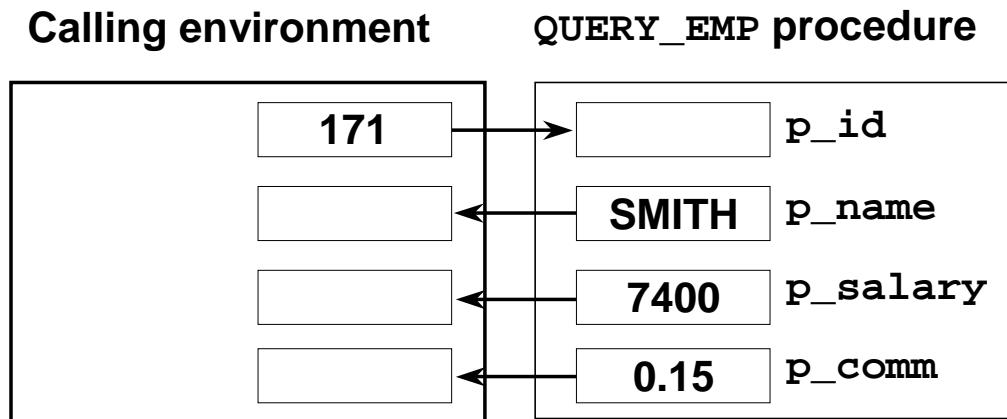 Calling environment QUERY_EMP procedure
171 p_id
SMITH p_name
7400 p_salary
0.15 p_comm